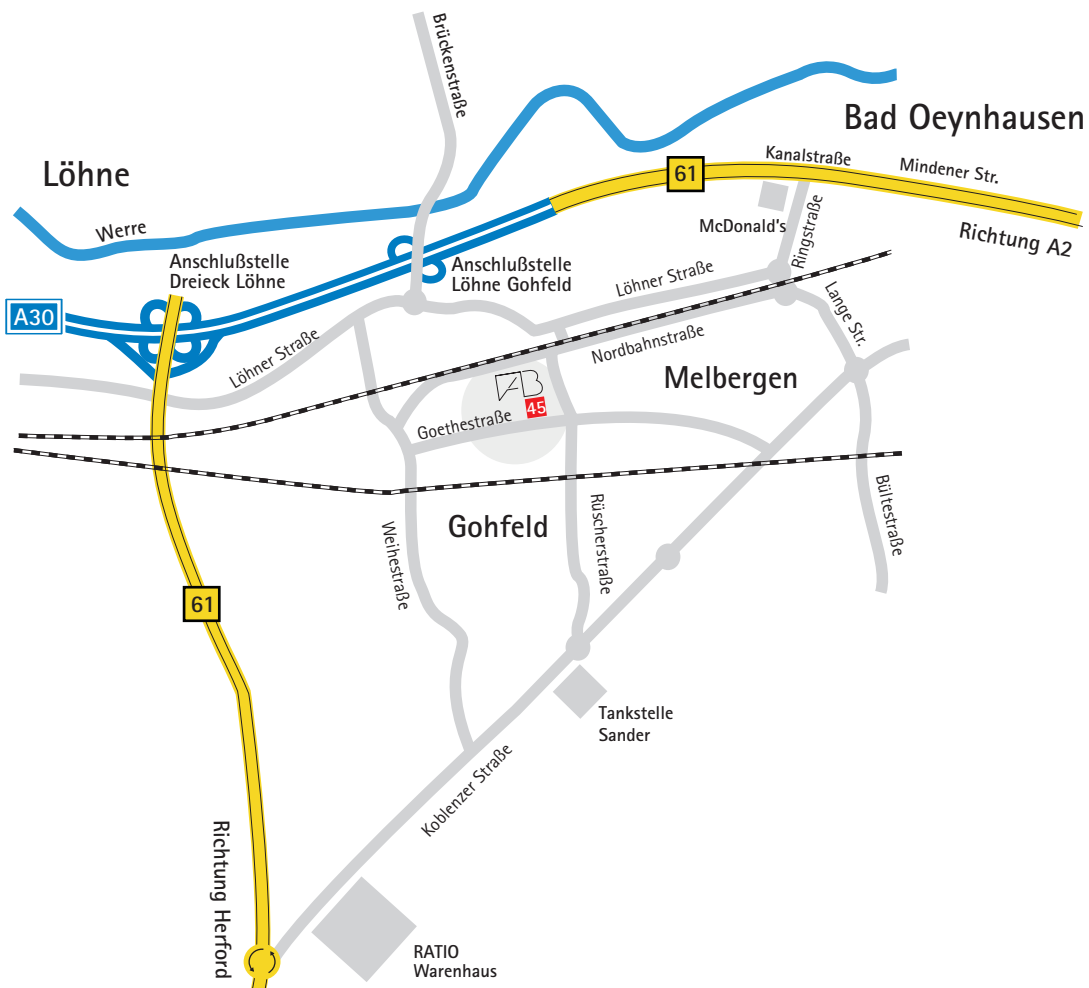 Brückenstraße
Bad Oeynhausen
Löhne
61
Kanalstraße
Mindener Str.
McDonald's
Ringstraße
Richtung A2
Werre
Anschlußstelle
Dreieck Löhne
Anschlußstelle
Löhne Gohfeld
Löhner Straße
A30
Lange Str.
Löhner Straße
Nordbahnstraße
Melbergen
45
Goethestraße
Gohfeld
Weihestraße
Rüscherstraße
Bültestraße
61
Tankstelle
Sander
Koblenzer Straße
Richtung Herford
RATIO
Warenhaus